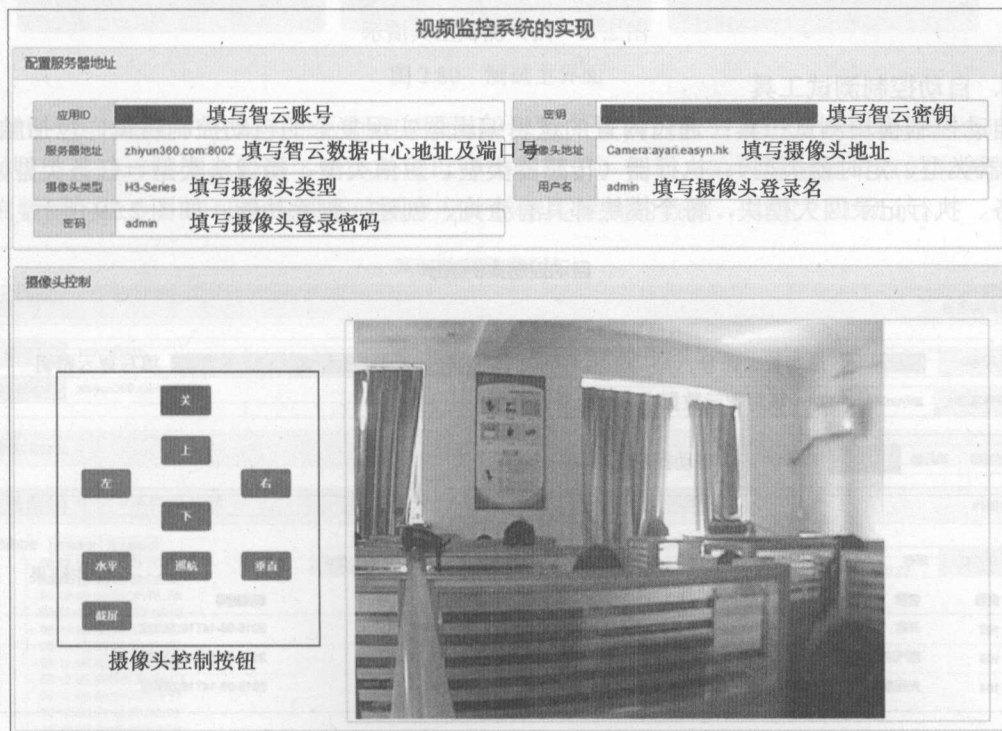 视频监控系统的实现
配置服务器地址
应用ID 填写智云账号 密钥 填写智云密钥
服务器地址 zhiyun360.com:8002 填写智云数据中心地址及端口号 像头地址 Camera:ayari.easyn.hk 填写摄像头地址
摄像头类型 H3-Series 填写摄像头类型 用户名 admin 填写摄像头登录名
密码 admin 填写摄像头登录密码
摄像头控制
关
上
左 右
下
水平 巡航 垂直
截屏
摄像头控制按钮